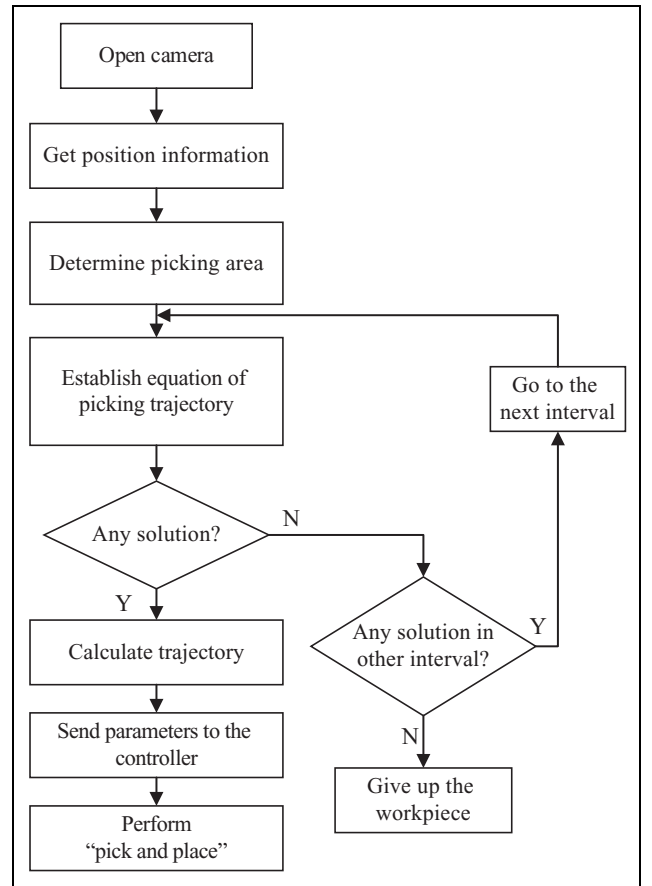 Open camera
Get position information
Determine picking area
Establish equation of
picking trajectory
Go to the
next interval
Any solution?
N
Y
Any solution in
other interval?
Y
N
Calculate trajectory
Send parameters to the
controller
Give up the
workpiece
Perform
“pick and place”